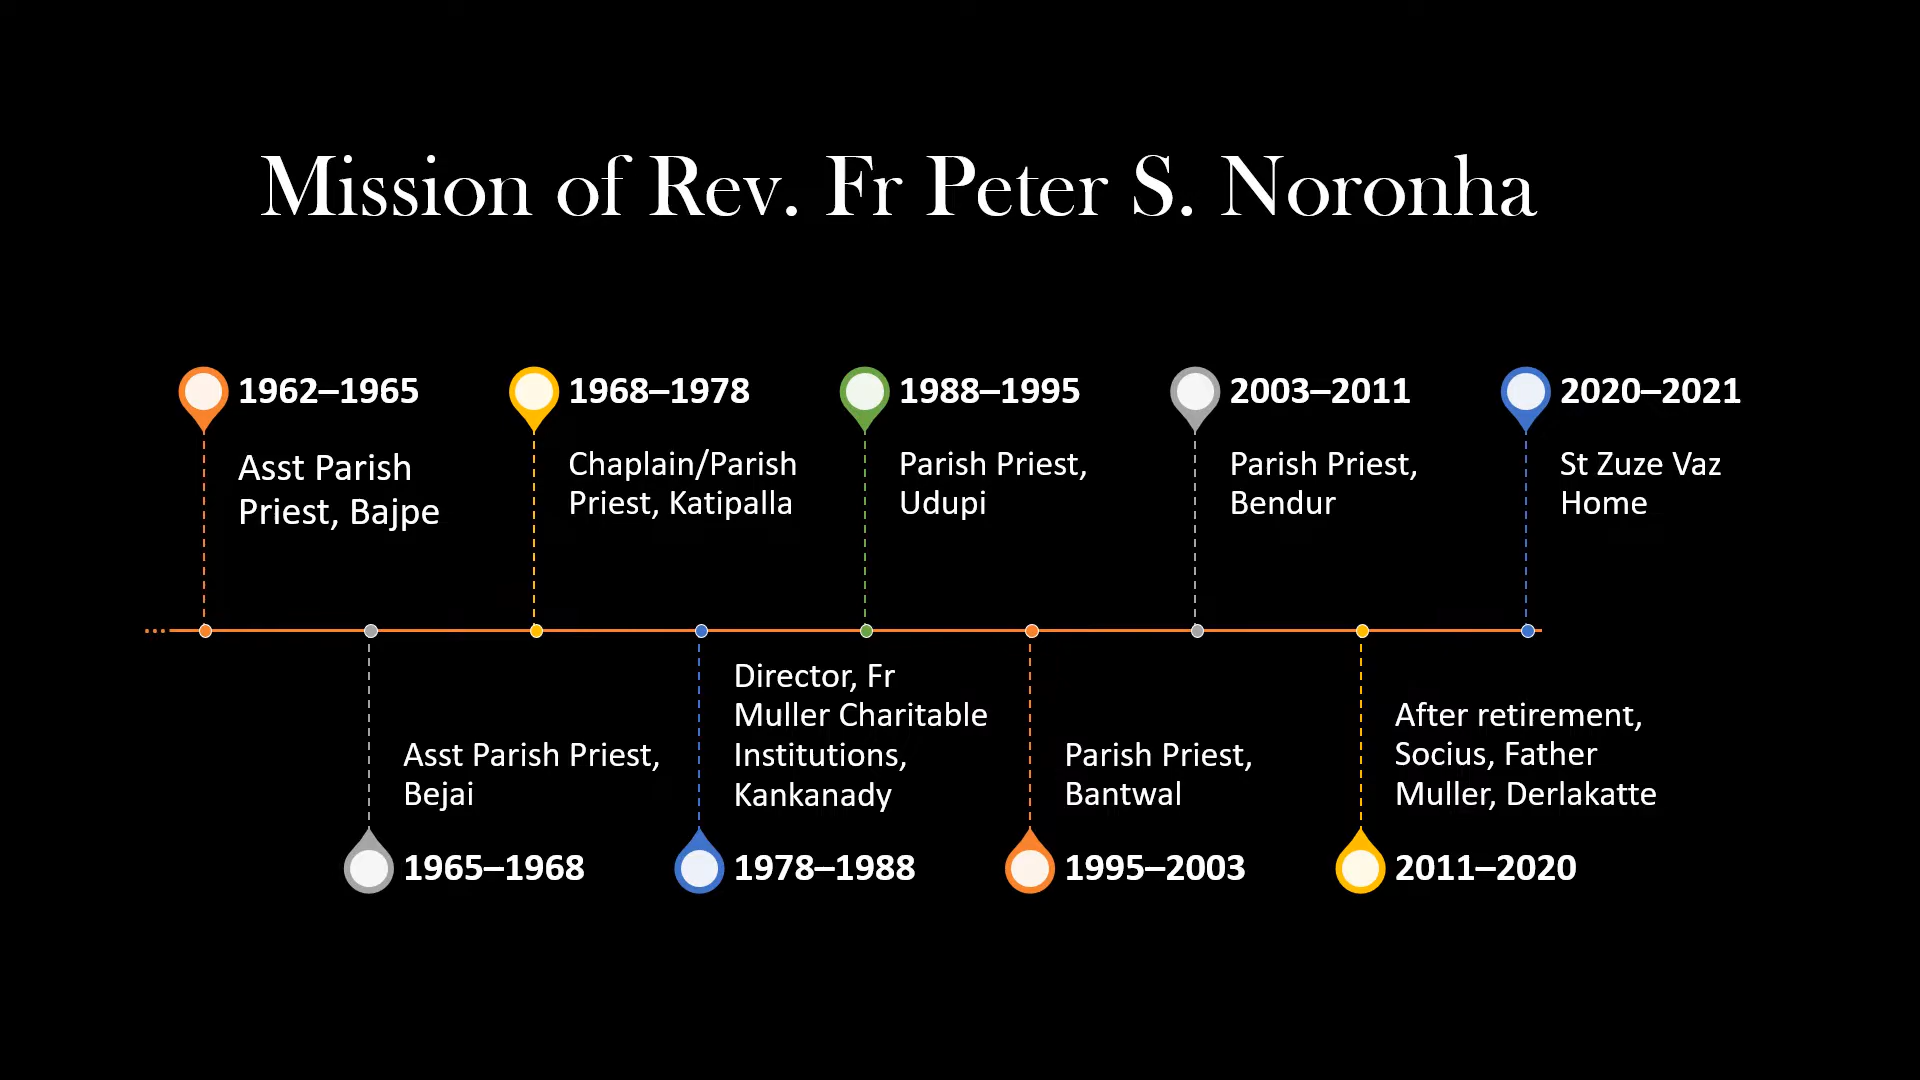 Mission of Rev. Fr Peter S. Noronha
1962–1965
Asst Parish
Priest, Bajpe
1968–1978
Chaplain/Parish
Priest, Katipalla
1988–1995
Parish Priest,
Udupi
2003–2011
Parish Priest,
Bendur
2020–2021
St Zuze Vaz
Home
Asst Parish Priest,
Bejai
1965–1968
Director, Fr
Muller Charitable
Institutions,
Kankanady
1978–1988
Parish Priest,
Bantwal
1995–2003
After retirement,
Socius, Father
Muller, Derlakatte
2011–2020